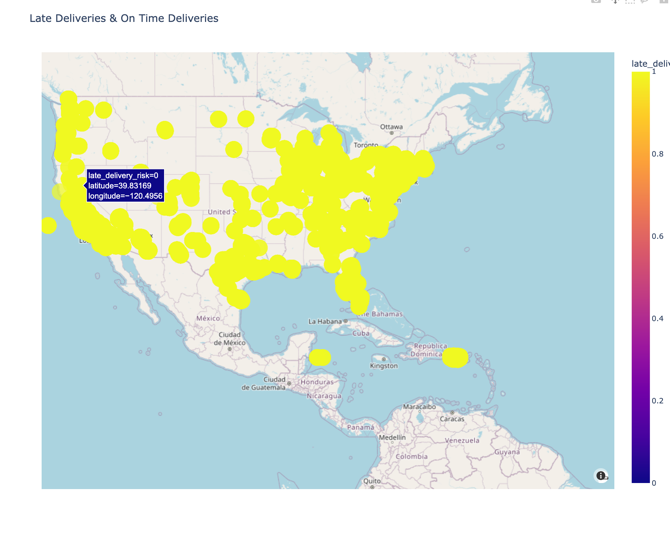 Late Deliveries & On Time Deliveries
late_deliv
1
Ottawa
Toronto
0.8
late_delivery_risk=0
latitude=39.83169
longitude=−120.4956
United S
0.6
México
The Bahamas
La Habana
0.4
Ciudad
de México
Cuba
Republica
Dominica
Kingston
Ciudad
de Guatemala
Honduras
Nicaragua
0.2
Maracaibo
Caracas
Panamá
Medellín
Venezuela
Guyana
Colombia
Quito
0